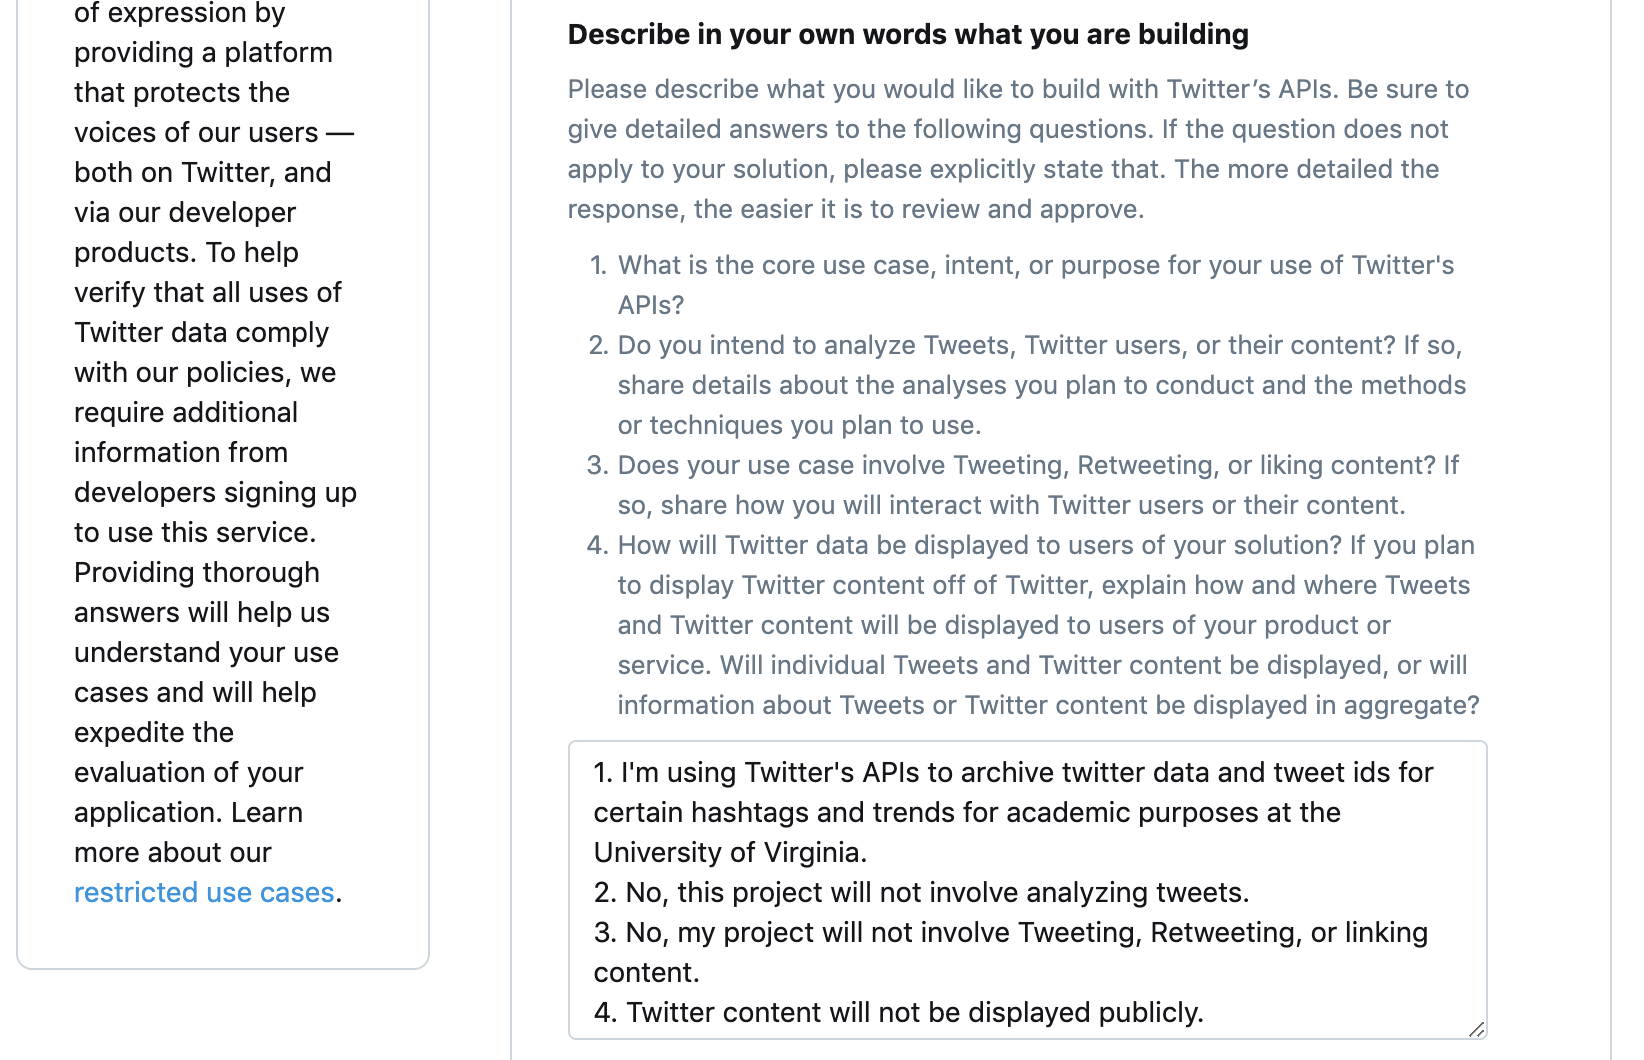 of expression by
providing a platform
that protects the
voices of our users —
both on Twitter, and
via our developer
products. To help
verify that all uses of
Twitter data comply
with our policies, we
require additional
information from
developers signing up
to use this service.
Providing thorough
answers will help us
understand your use
cases and will help
expedite the
evaluation of your
application. Learn
more about our
restricted use cases.
Describe in your own words what you are building
Please describe what you would like to build with Twitter’s APIs. Be sure to
give detailed answers to the following questions. If the question does not
apply to your solution, please explicitly state that. The more detailed the
response, the easier it is to review and approve.
1. What is the core use case, intent, or purpose for your use of Twitter's
APIs?
2. Do you intend to analyze Tweets, Twitter users, or their content? If so,
share details about the analyses you plan to conduct and the methods
or techniques you plan to use.
3. Does your use case involve Tweeting, Retweeting, or liking content? If
so, share how you will interact with Twitter users or their content.
4. How will Twitter data be displayed to users of your solution? If you plan
to display Twitter content off of Twitter, explain how and where Tweets
and Twitter content will be displayed to users of your product or
service. Will individual Tweets and Twitter content be displayed, or will
information about Tweets or Twitter content be displayed in aggregate?
1. I'm using Twitter's APIs to archive twitter data and tweet ids for
certain hashtags and trends for academic purposes at the
University of Virginia.
2. No, this project will not involve analyzing tweets.
3. No, my project will not involve Tweeting, Retweeting, or linking
content.
4. Twitter content will not be displayed publicly.